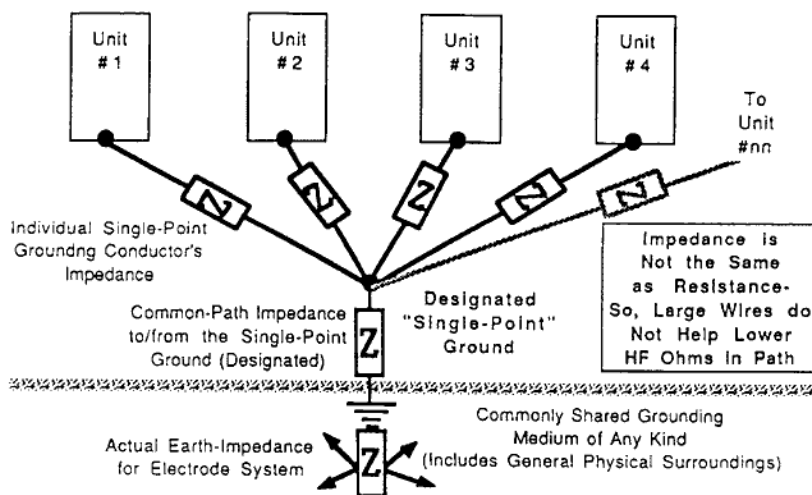 Unit
# 1
Unit
# 2
Unit
# 3
Unit
# 4
To
Unit
#nn
Z
Z
Z
Z
Z
Individual Single-Point
Groundng Conductor's
Impedance
Impedance is
Not the Same
as Resistance-
So, Large Wires do
Not Help Lower
HF Ohms in Path
Designated
"Single-Point"
Ground
Common-Path Impedance
to/from the Single-Point
Ground (Designated)
Z
Actual Earth-Impedance
for Electrode System
Z
Commonly Shared Grounding
Medium of Any Kind
(Includes General Physical Surroundings)